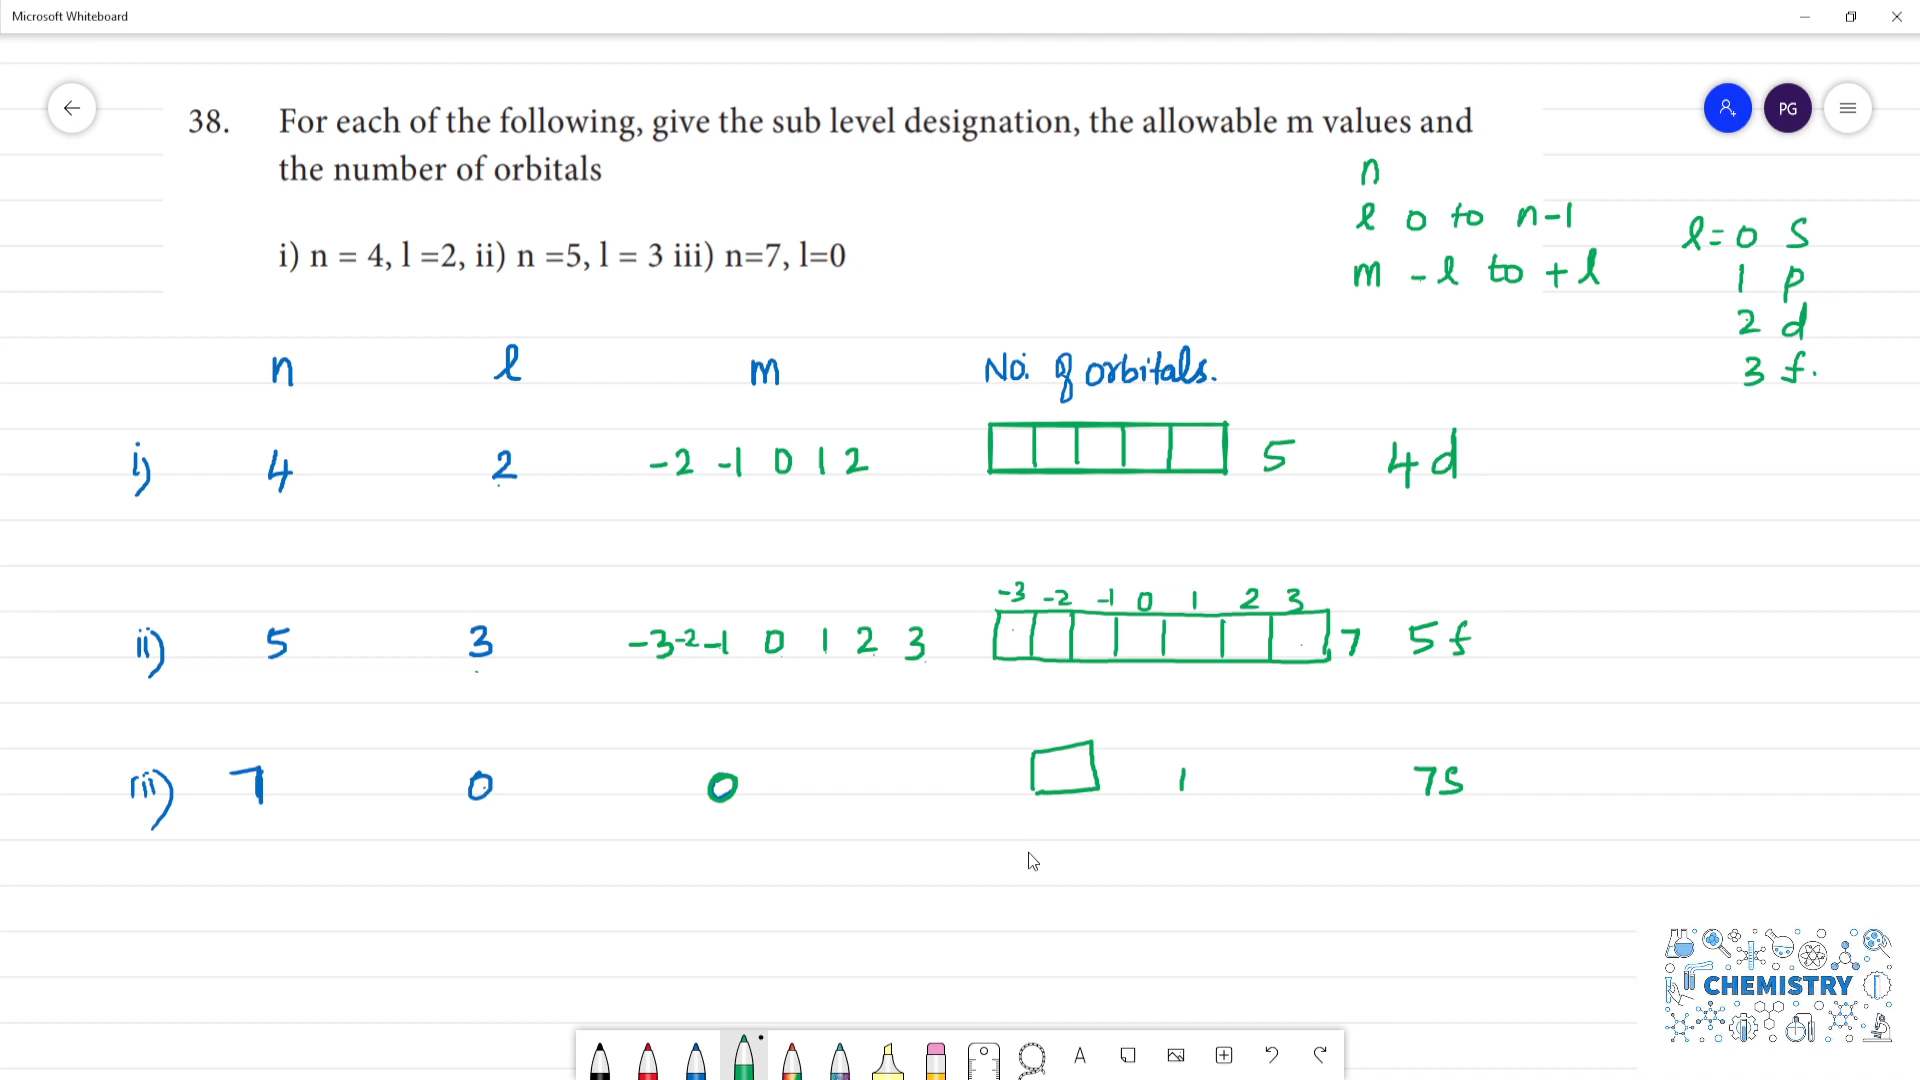 Microsoft Whiteboard
PG
38. For each of the following, give the sub level designation, the allowable m values and
the number of orbitals
i) n = 4, l =2, ii) n =5, l = 3 iii) n=7, l=0
n
l 0 to n-1
m -l to +l
l=0 s
1 p
2 d
3 f.
n l m No. of orbitals.
i) 4 2 -2 -1 0 1 2 5 4d
-3 -2 -1 0 1 2 3
ii) 5 3 -3 -2 -1 0 1 2 3 7 5f
iii) 7 0 0 1 7s
CHEMISTRY
A